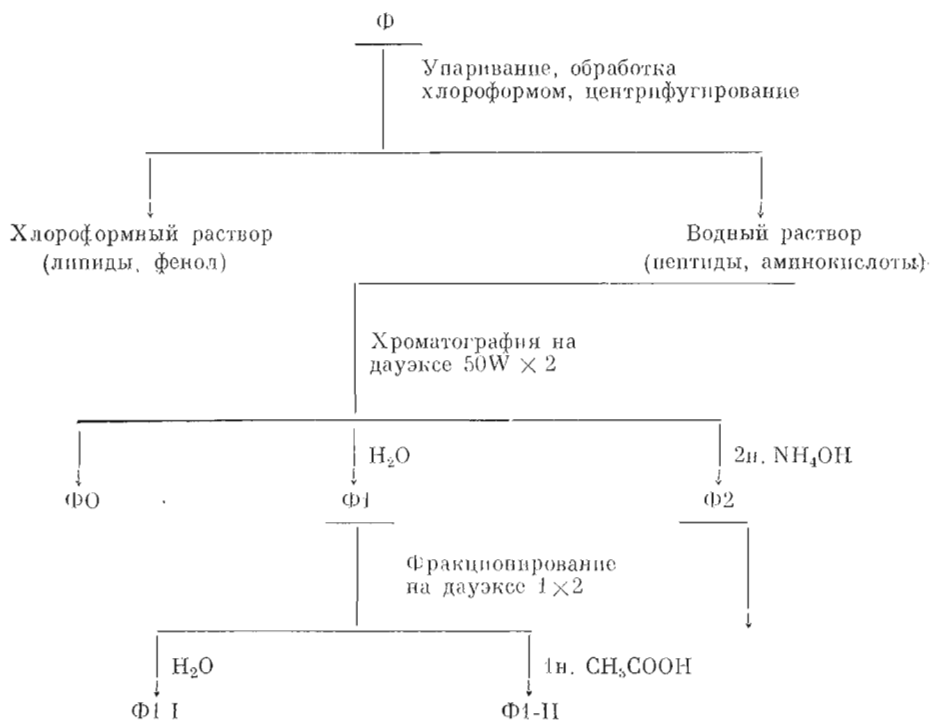 Ф
Упаривание, обработка
хлороформом, центрифугирование
Хлороформный раствор
(липиды, фенол)
Водный раствор
(пептиды, аминокислоты)
Хроматография на
дауэксе 50W × 2
H₂O
2н. NH₄OH
Ф0
Ф1
Ф2
Фракционирование
на дауэксе 1×2
H₂O
1н. CH₃COOH
Ф1 I
Ф1-II